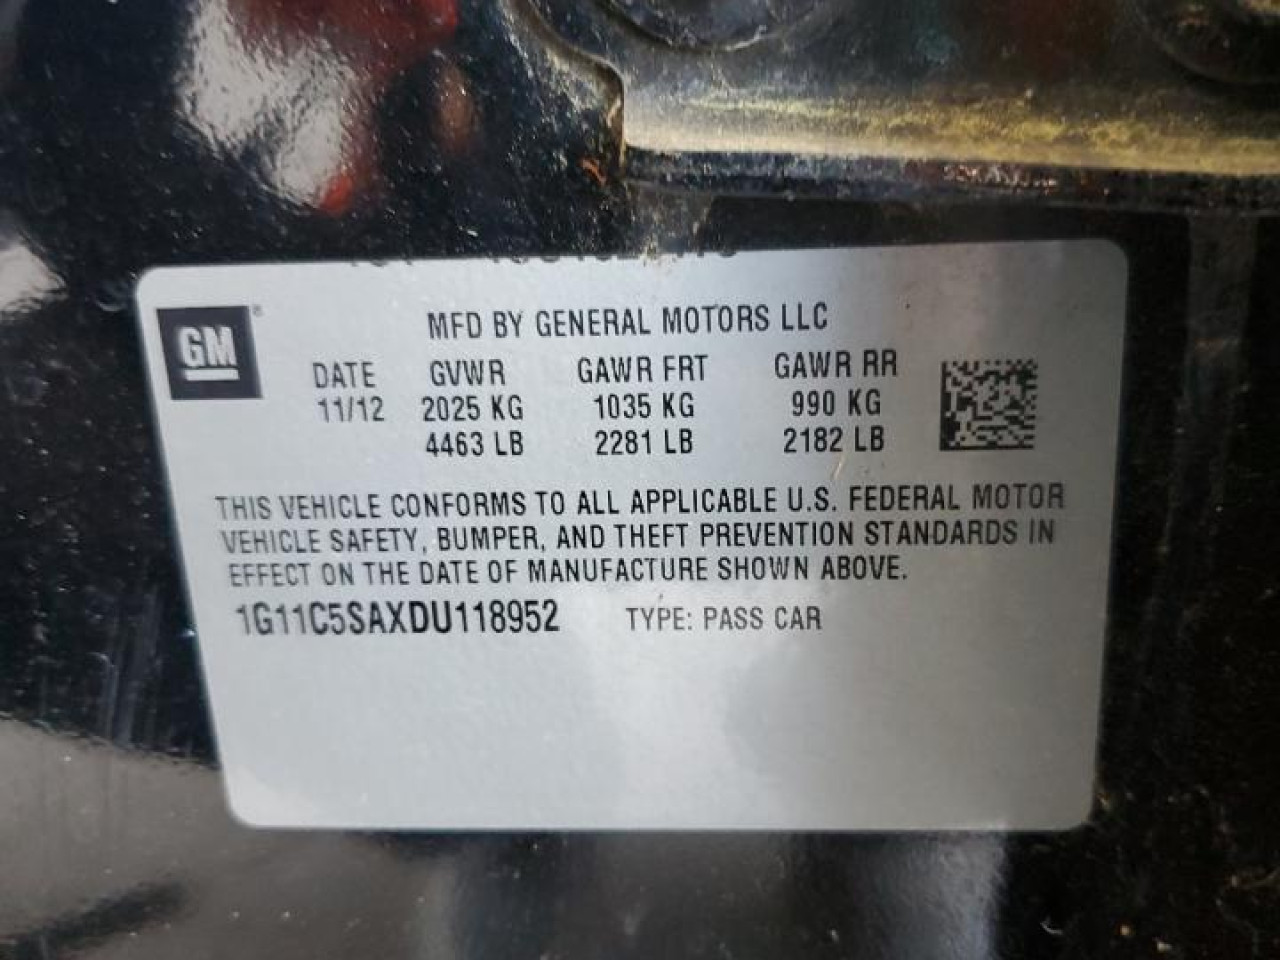 GM
MFD BY GENERAL MOTORS LLC
DATE GVWR GAWR FRT GAWR RR
11/12 2025 KG 1035 KG 990 KG
4463 LB 2281 LB 2182 LB
THIS VEHICLE CONFORMS TO ALL APPLICABLE U.S. FEDERAL MOTOR
VEHICLE SAFETY, BUMPER, AND THEFT PREVENTION STANDARDS IN
EFFECT ON THE DATE OF MANUFACTURE SHOWN ABOVE.
1G11C5SAXDU118952 TYPE: PASS CAR